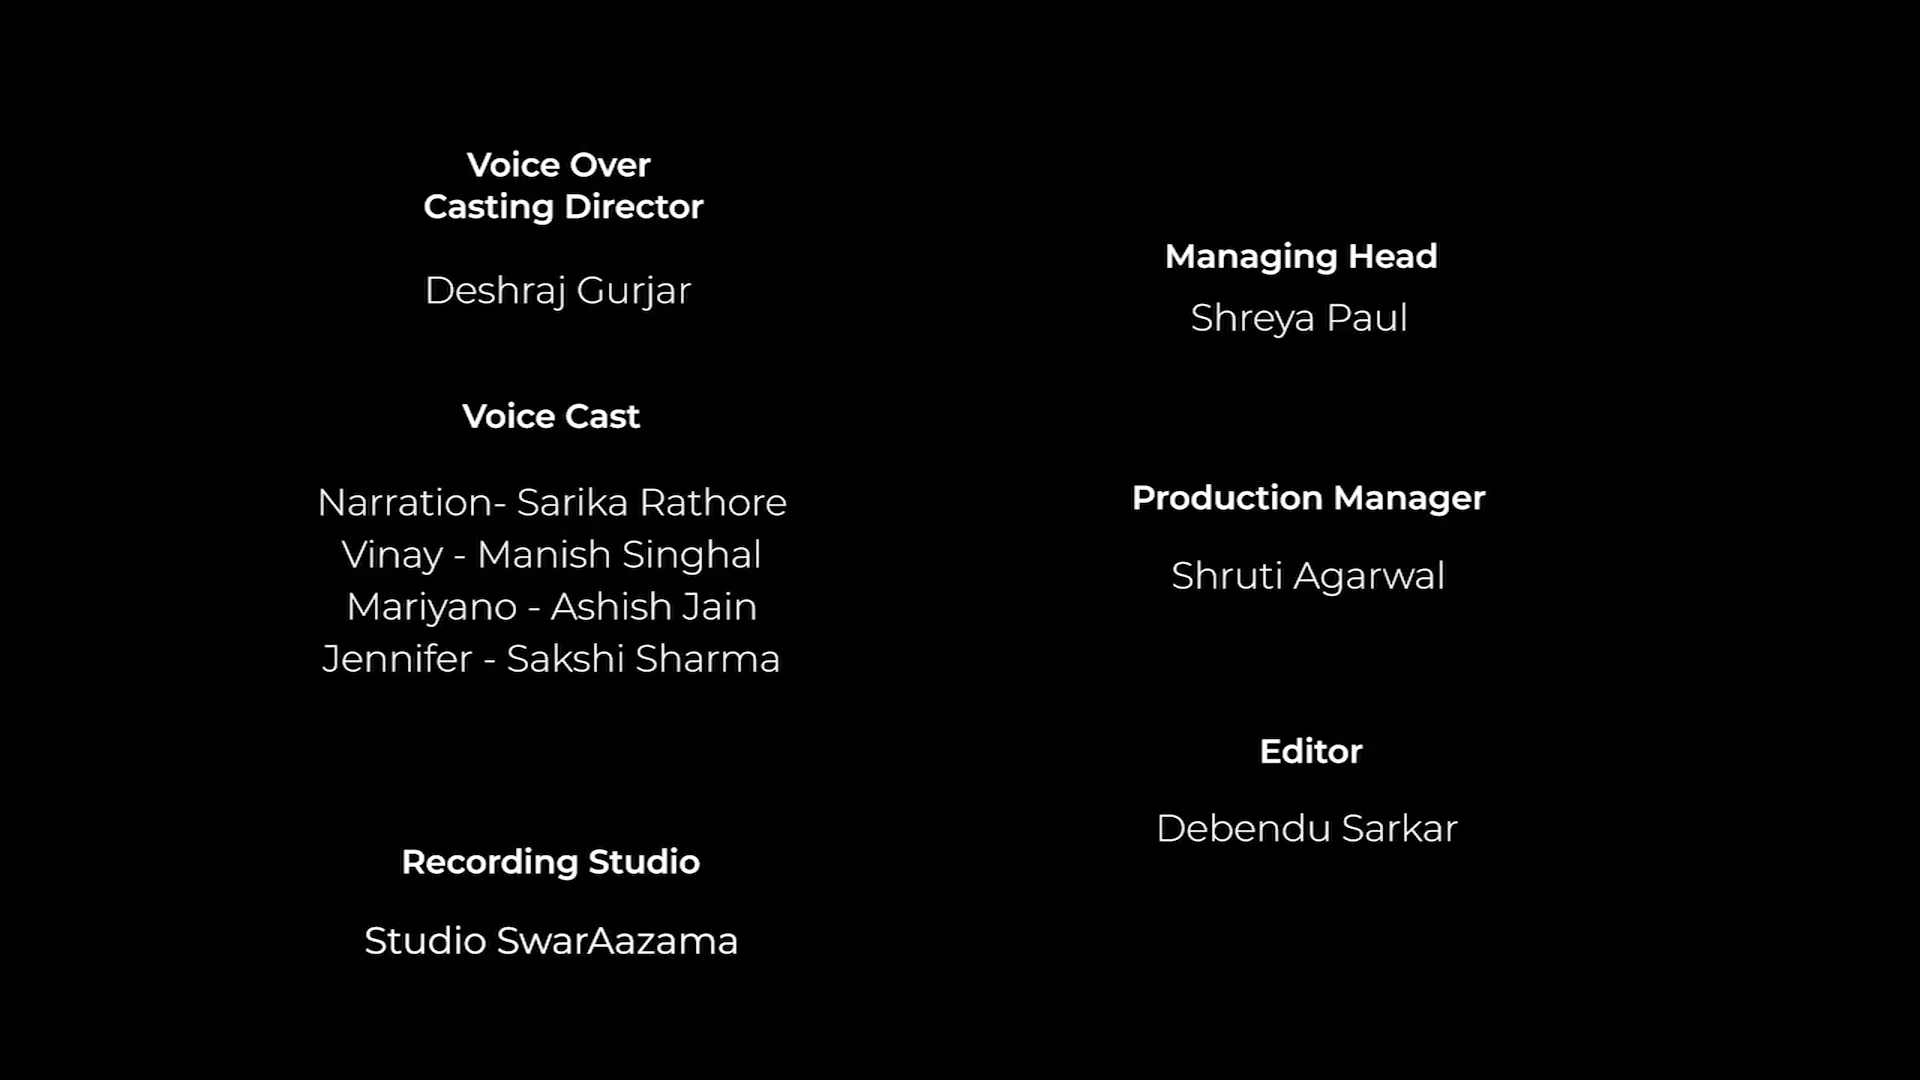 Voice Over
Casting Director
Deshraj Gurjar
Voice Cast
Narration- Sarika Rathore
Vinay - Manish Singhal
Mariyano - Ashish Jain
Jennifer - Sakshi Sharma
Recording Studio
Studio SwarAazama
Managing Head
Shreya Paul
Production Manager
Shruti Agarwal
Editor
Debendu Sarkar